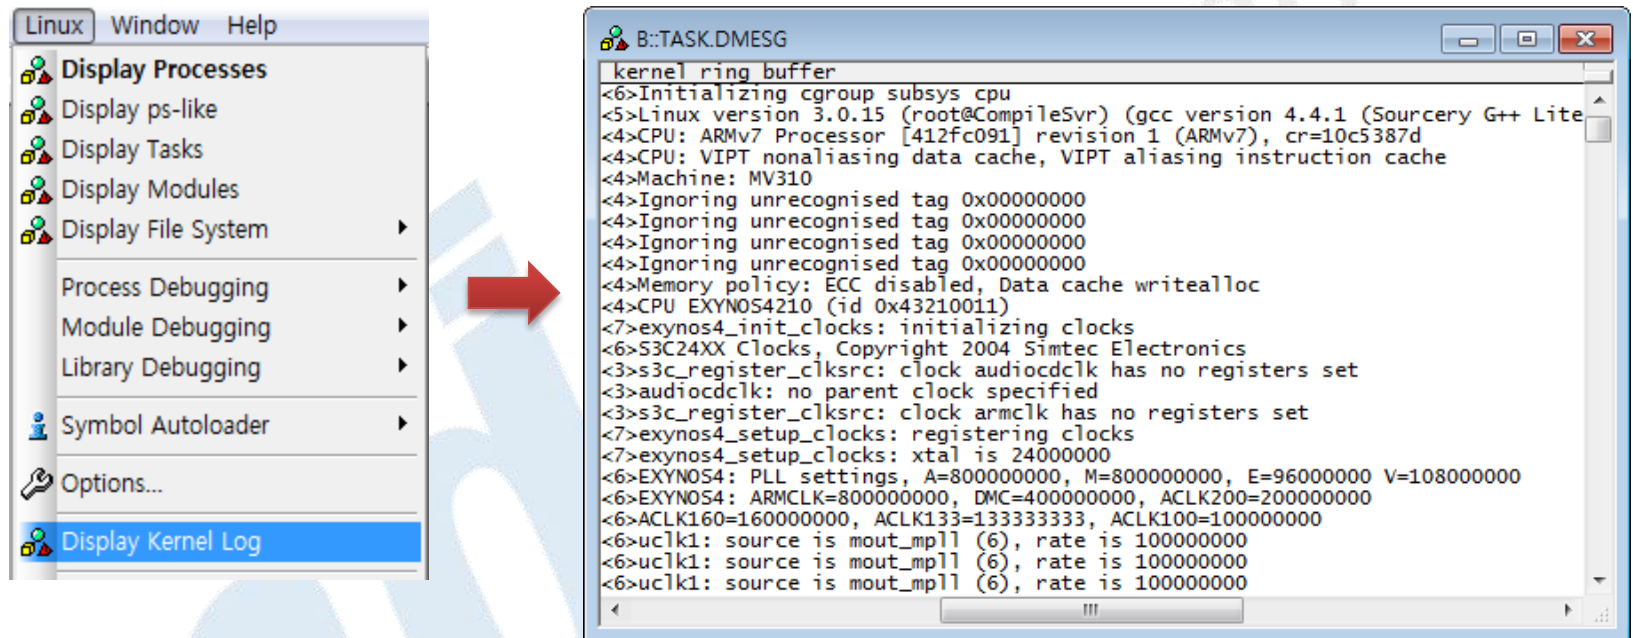 Linux Window Help
Display Processes
Display ps-like
Display Tasks
Display Modules
Display File System
Process Debugging
Module Debugging
Library Debugging
Symbol Autoloader
Options...
Display Kernel Log
B::TASK.DMESG
kernel ring buffer
<6>Initializing cgroup subsys cpu
<5>Linux version 3.0.15 (root@CompileSvr) (gcc version 4.4.1 (Sourcery G++ Lite
<4>CPU: ARMv7 Processor [412fc091] revision 1 (ARMv7), cr=10c5387d
<4>CPU: VIPT nonaliasing data cache, VIPT aliasing instruction cache
<4>Machine: MV310
<4>Ignoring unrecognised tag 0x00000000
<4>Ignoring unrecognised tag 0x00000000
<4>Ignoring unrecognised tag 0x00000000
<4>Ignoring unrecognised tag 0x00000000
<4>Memory policy: ECC disabled, Data cache writealloc
<4>CPU EXYNOS4210 (id 0x43210011)
<7>exynos4_init_clocks: initializing clocks
<6>S3C24XX Clocks, Copyright 2004 Simtec Electronics
<3>s3c_register_clksrc: clock audiocdclk has no registers set
<3>audiocdclk: no parent clock specified
<3>s3c_register_clksrc: clock armclk has no registers set
<7>exynos4_setup_clocks: registering clocks
<7>exynos4_setup_clocks: xtal is 24000000
<6>EXYNOS4: PLL settings, A=800000000, M=800000000, E=96000000 V=108000000
<6>EXYNOS4: ARMCLK=800000000, DMC=400000000, ACLK200=200000000
<6>ACLK160=160000000, ACLK133=133333333, ACLK100=100000000
<6>uclk1: source is mout_mpll (6), rate is 100000000
<6>uclk1: source is mout_mpll (6), rate is 100000000
<6>uclk1: source is mout_mpll (6), rate is 100000000